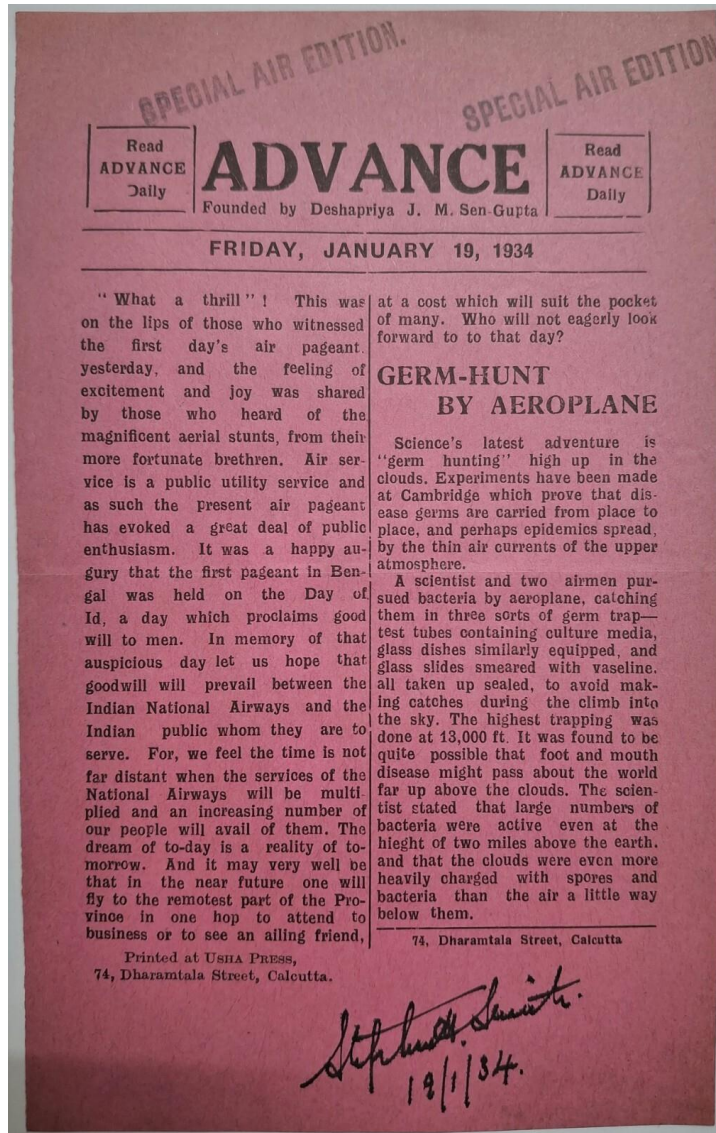 SPECIAL AIR EDITION.
SPECIAL AIR EDITION
Read
ADVANCE
Daily
ADVANCE
Founded by Deshapriya J. M. Sen-Gupta
Read
ADVANCE
Daily
FRIDAY, JANUARY 19, 1934
“ What a thrill ” ! This was
on the lips of those who witnessed
the first day's air pageant.
yesterday, and the feeling of
excitement and joy was shared
by those who heard of the
magnificent aerial stunts, from their
more fortunate brethren. Air ser-
vice is a public utility service and
as such the present air pageant
has evoked a great deal of public
enthusiasm. It was a happy au-
gury that the first pageant in Ben-
gal was held on the Day of
Id, a day which proclaims good
will to men. In memory of that
auspicious day let us hope that
goodwill will prevail between the
Indian National Airways and the
Indian public whom they are to
serve. For, we feel the time is not
far distant when the services of the
National Airways will be multi-
plied and an increasing number of
our people will avail of them. The
dream of to-day is a reality of to-
morrow. And it may very well be
that in the near future one will
fly to the remotest part of the Pro-
vince in one hop to attend to
business or to see an ailing friend,
Printed at USHA PRESS,
74, Dharamtala Street, Calcutta.
at a cost which will suit the pocket
of many. Who will not eagerly look
forward to to that day?
GERM-HUNT
BY AEROPLANE
Science's latest adventure is
"germ hunting" high up in the
clouds. Experiments have been made
at Cambridge which prove that dis-
ease germs are carried from place to
place, and perhaps epidemics spread,
by the thin air currents of the upper
atmosphere.
A scientist and two airmen pur-
sued bacteria by aeroplane, catching
them in three sorts of germ trap—
test tubes containing culture media,
glass dishes similarly equipped, and
glass slides smeared with vaseline.
all taken up sealed, to avoid mak-
ing catches during the climb into
the sky. The highest trapping was
done at 13,000 ft. It was found to be
quite possible that foot and mouth
disease might pass about the world
far up above the clouds. The scien-
tist stated that large numbers of
bacteria were active even at the
hieght of two miles above the earth.
and that the clouds were even more
heavily charged with spores and
bacteria than the air a little way
below them.
74, Dharamtala Street, Calcutta
Stephen H. Smith.
19/1/34.